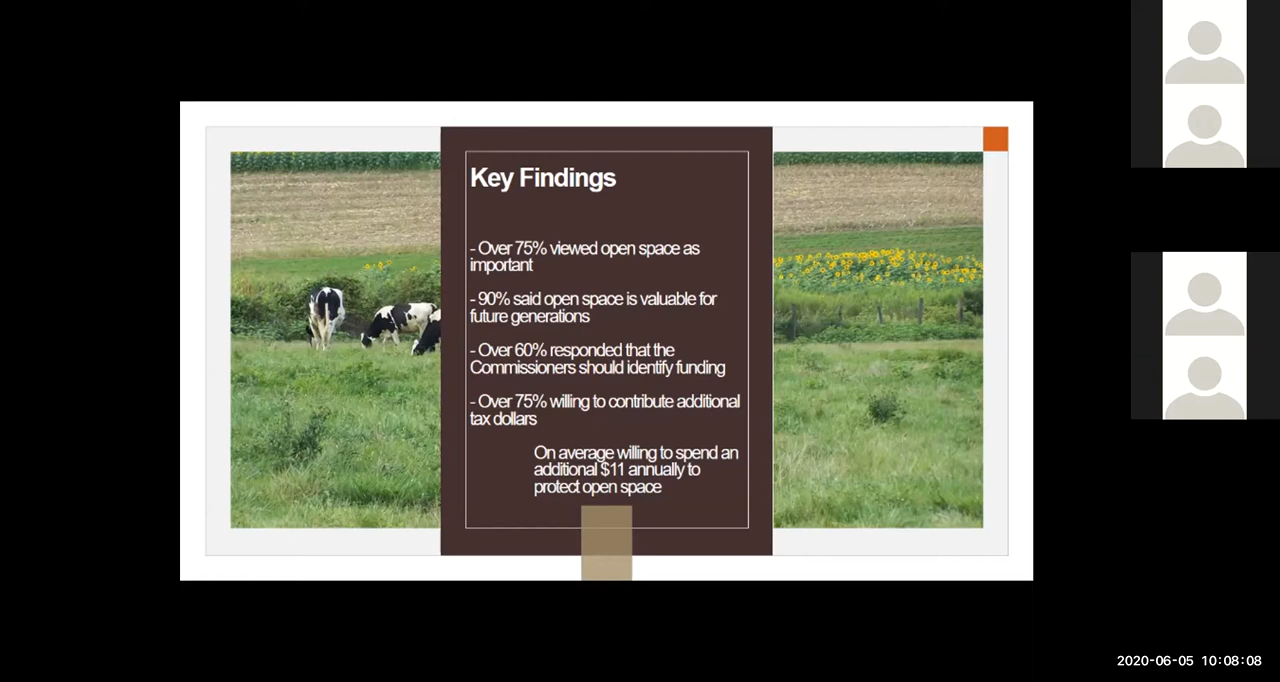 Key Findings
- Over 75% viewed open space as
important
- 90% said open space is valuable for
future generations
- Over 60% responded that the
Commissioners should identify funding
- Over 75% willing to contribute additional
tax dollars
On average willing to spend an
additional $11 annually to
protect open space
2020-06-05 10:08:08